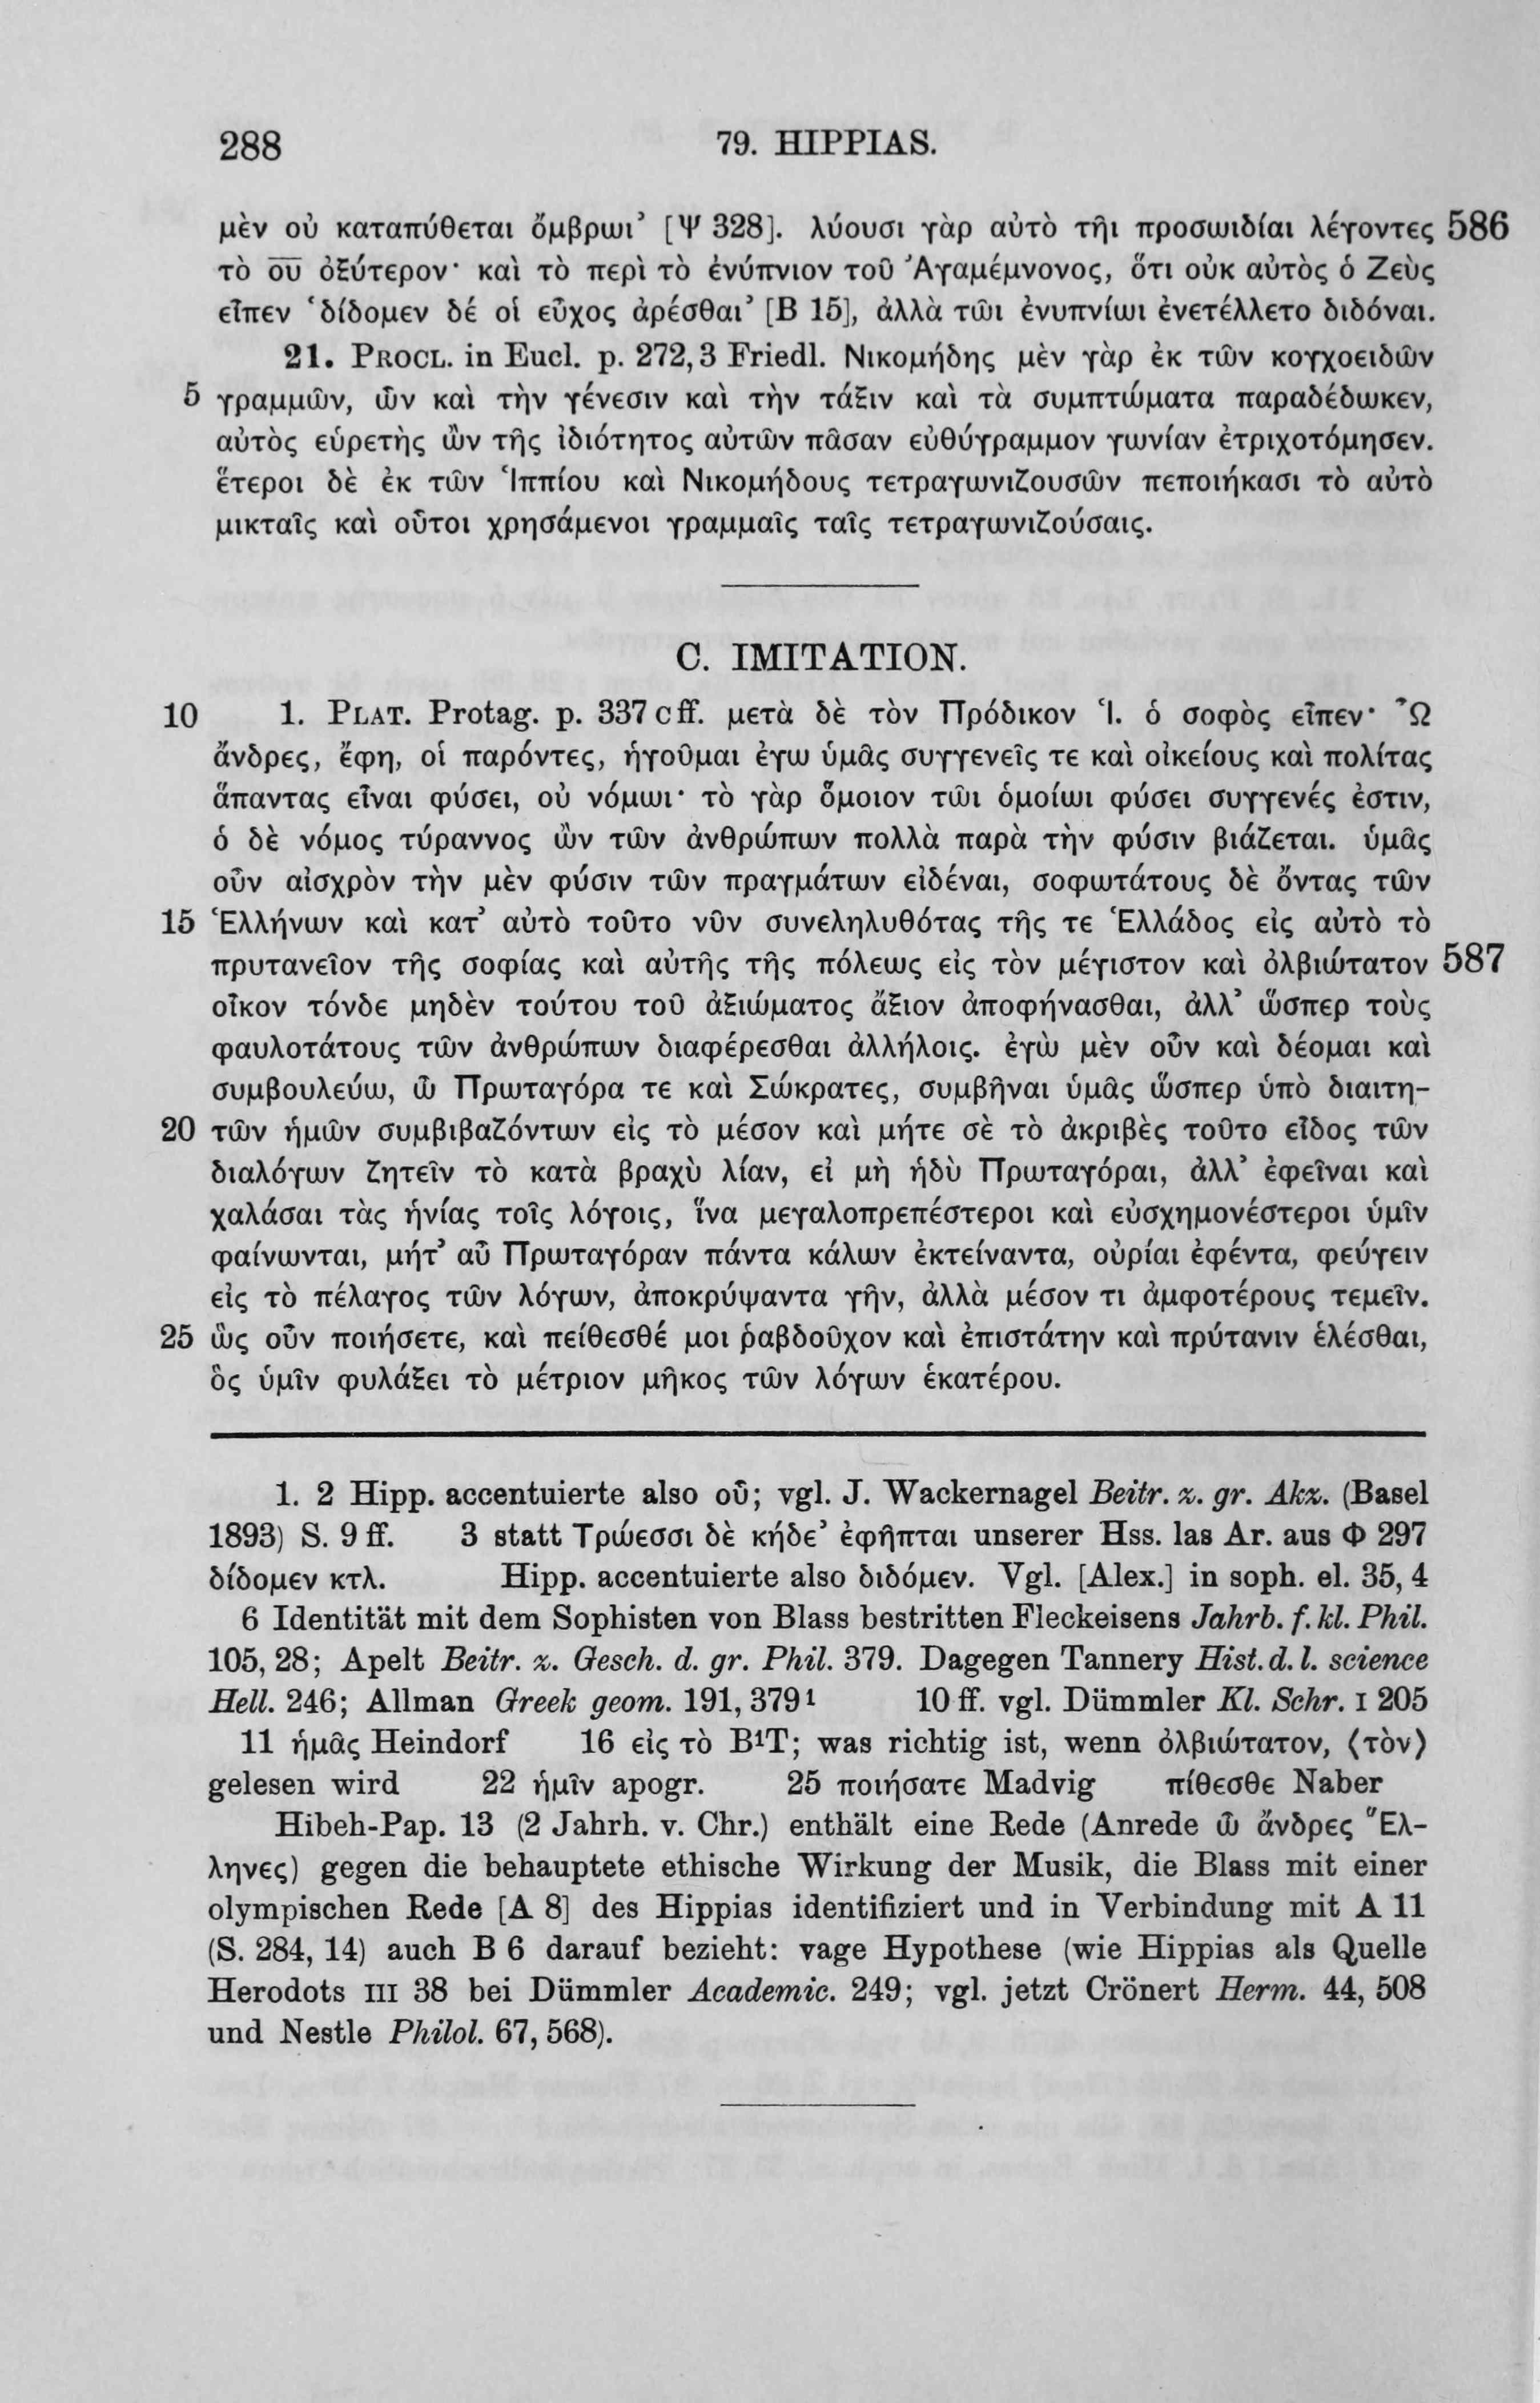 288 79. HIPPIAS.
μὲν οὐ καταπύθεται ὄμβρωι’ [Ψ 328]. λύουσι γὰρ αὐτὸ τῆι προσωιδίαι λέγοντες 586
τὸ ου ὀξύτερον· καὶ τὸ περὶ τὸ ἐνύπνιον τοῦ Ἀγαμέμνονος, ὅτι οὐκ αὐτὸς ὁ Ζεὺς
εἶπεν ‘δίδομεν δέ οἱ εὖχος ἀρέσθαι’ [Β 15], ἀλλὰ τῶι ἐνυπνίωι ἐνετέλλετο διδόναι.
21. PROCL. in Eucl. p. 272,3 Friedl. Νικομήδης μὲν γὰρ ἐκ τῶν κογχοειδῶν
5 γραμμῶν, ὧν καὶ τὴν γένεσιν καὶ τὴν τάξιν καὶ τὰ συμπτώματα παραδέδωκεν,
αὐτὸς εὑρετὴς ὢν τῆς ἰδιότητος αὐτῶν πᾶσαν εὐθύγραμμον γωνίαν ἐτριχοτόμησεν.
ἕτεροι δὲ ἐκ τῶν Ἱππίου καὶ Νικομήδους τετραγωνιζουσῶν πεποιήκασι τὸ αὐτὸ
μικταῖς καὶ οὗτοι χρησάμενοι γραμμαῖς ταῖς τετραγωνιζούσαις.
C. IMITATION.
10 1. PLAT. Protag. p. 337 c ff. μετὰ δὲ τὸν Πρόδικον Ἱ. ὁ σοφὸς εἶπεν· Ὦ
ἄνδρες, ἔφη, οἱ παρόντες, ἡγοῦμαι ἐγω ὑμᾶς συγγενεῖς τε καὶ οἰκείους καὶ πολίτας
ἅπαντας εἶναι φύσει, οὐ νόμωι· τὸ γὰρ ὅμοιον τῶι ὁμοίωι φύσει συγγενές ἐστιν,
ὁ δὲ νόμος τύραννος ὢν τῶν ἀνθρώπων πολλὰ παρὰ τὴν φύσιν βιάζεται. ὑμᾶς
οὖν αἰσχρὸν τὴν μὲν φύσιν τῶν πραγμάτων εἰδέναι, σοφωτάτους δὲ ὄντας τῶν
15 Ἑλλήνων καὶ κατ’ αὐτὸ τοῦτο νῦν συνεληλυθότας τῆς τε Ἑλλάδος εἰς αὐτὸ τὸ
πρυτανεῖον τῆς σοφίας καὶ αὐτῆς τῆς πόλεως εἰς τὸν μέγιστον καὶ ὀλβιώτατον 587
οἶκον τόνδε μηδὲν τούτου τοῦ ἀξιώματος ἄξιον ἀποφήνασθαι, ἀλλ’ ὥσπερ τοὺς
φαυλοτάτους τῶν ἀνθρώπων διαφέρεσθαι ἀλλήλοις. ἐγὼ μὲν οὖν καὶ δέομαι καὶ
συμβουλεύω, ὦ Πρωταγόρα τε καὶ Σώκρατες, συμβῆναι ὑμᾶς ὥσπερ ὑπὸ διαιτη-
20 τῶν ἡμῶν συμβιβαζόντων εἰς τὸ μέσον καὶ μήτε σὲ τὸ ἀκριβὲς τοῦτο εἶδος τῶν
διαλόγων ζητεῖν τὸ κατὰ βραχὺ λίαν, εἰ μὴ ἡδὺ Πρωταγόραι, ἀλλ’ ἐφεῖναι καὶ
χαλάσαι τὰς ἡνίας τοῖς λόγοις, ἵνα μεγαλοπρεπέστεροι καὶ εὐσχημονέστεροι ὑμῖν
φαίνωνται, μήτ’ αὖ Πρωταγόραν πάντα κάλων ἐκτείναντα, οὐρίαι ἐφέντα, φεύγειν
εἰς τὸ πέλαγος τῶν λόγων, ἀποκρύψαντα γῆν, ἀλλὰ μέσον τι ἀμφοτέρους τεμεῖν.
25 ὣς οὖν ποιήσετε, καὶ πείθεσθέ μοι ῥαβδοῦχον καὶ ἐπιστάτην καὶ πρύτανιν ἑλέσθαι,
ὃς ὑμῖν φυλάξει τὸ μέτριον μῆκος τῶν λόγων ἑκατέρου.
1. 2 Hipp. accentuierte also οὗ; vgl. J. Wackernagel Beitr. z. gr. Akz. (Basel
1893) S. 9 ff. 3 statt Τρώεσσι δὲ κήδε’ ἐφῆπται unserer Hss. las Ar. aus Φ 297
δίδομεν κτλ. Hipp. accentuierte also διδόμεν. Vgl. [Alex.] in soph. el. 35, 4
6 Identität mit dem Sophisten von Blass bestritten Fleckeisens Jahrb. f. kl. Phil.
105, 28; Apelt Beitr. z. Gesch. d. gr. Phil. 379. Dagegen Tannery Hist. d. l. science
Hell. 246; Allman Greek geom. 191, 379¹ 10 ff. vgl. Dümmler Kl. Schr. I 205
11 ἡμᾶς Heindorf 16 εἰς τὸ B¹T; was richtig ist, wenn ὀλβιώτατον, ⟨τὸν⟩
gelesen wird 22 ἡμῖν apogr. 25 ποιήσατε Madvig πίθεσθε Naber
Hibeh-Pap. 13 (2 Jahrh. v. Chr.) enthält eine Rede (Anrede ὦ ἄνδρες Ἕλ-
ληνες) gegen die behauptete ethische Wirkung der Musik, die Blass mit einer
olympischen Rede [A 8] des Hippias identifiziert und in Verbindung mit A 11
(S. 284, 14) auch B 6 darauf bezieht: vage Hypothese (wie Hippias als Quelle
Herodots III 38 bei Dümmler Academic. 249; vgl. jetzt Crönert Herm. 44, 508
und Nestle Philol. 67, 568).